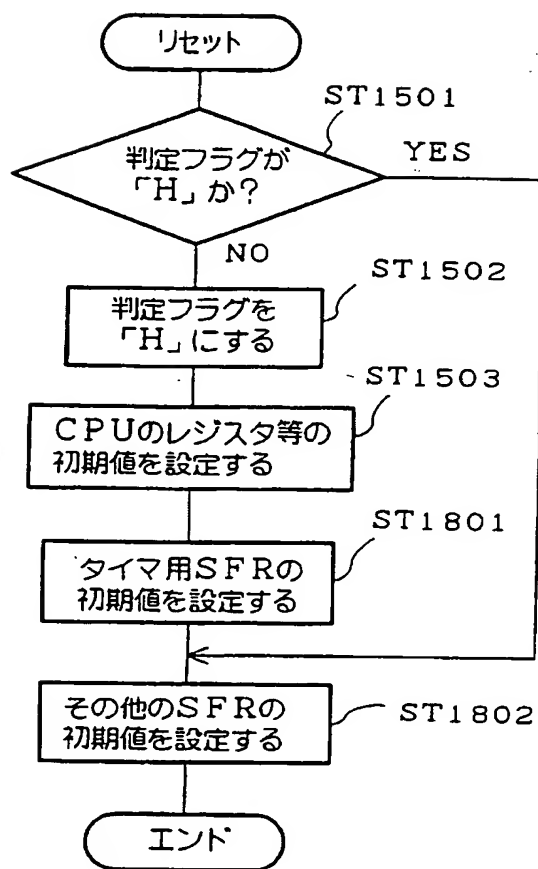 リセット
ST1501
判定フラグが
「H」か?
YES
NO
ST1502
判定フラグを
「H」にする
ST1503
CPUのレジスタ等の
初期値を設定する
ST1801
タイマ用SFRの
初期値を設定する
その他のSFRの
初期値を設定する
ST1802
エンド